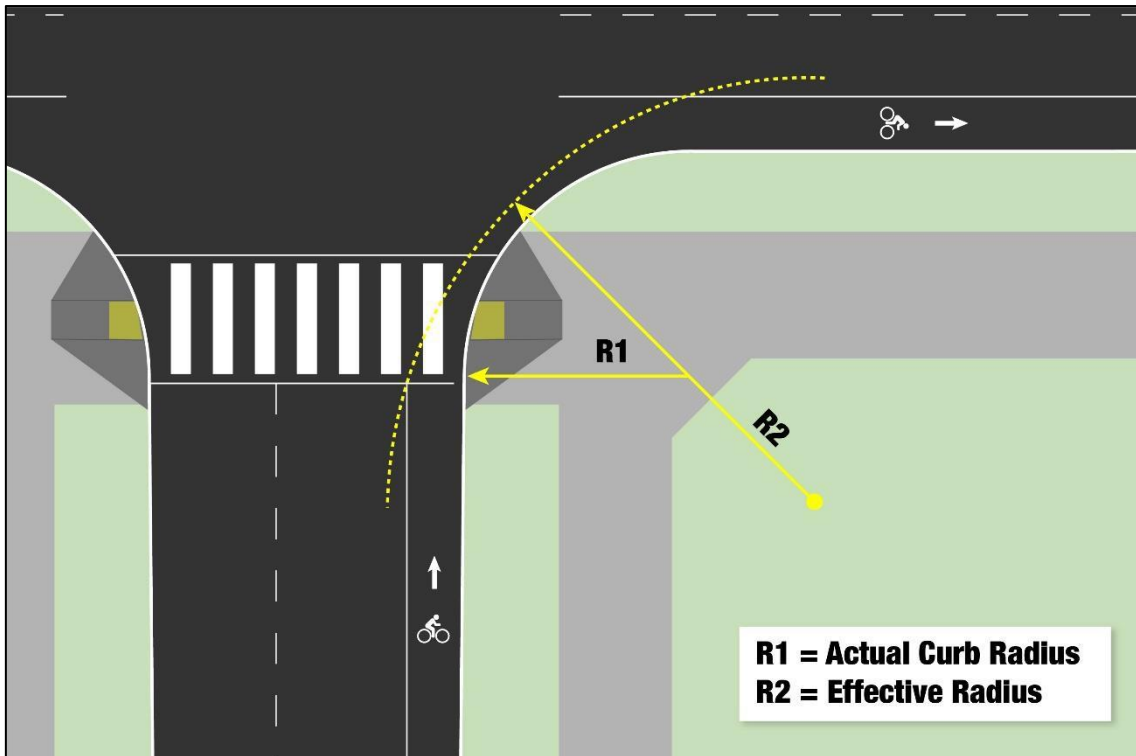 R1
R2
R1 = Actual Curb Radius
R2 = Effective Radius